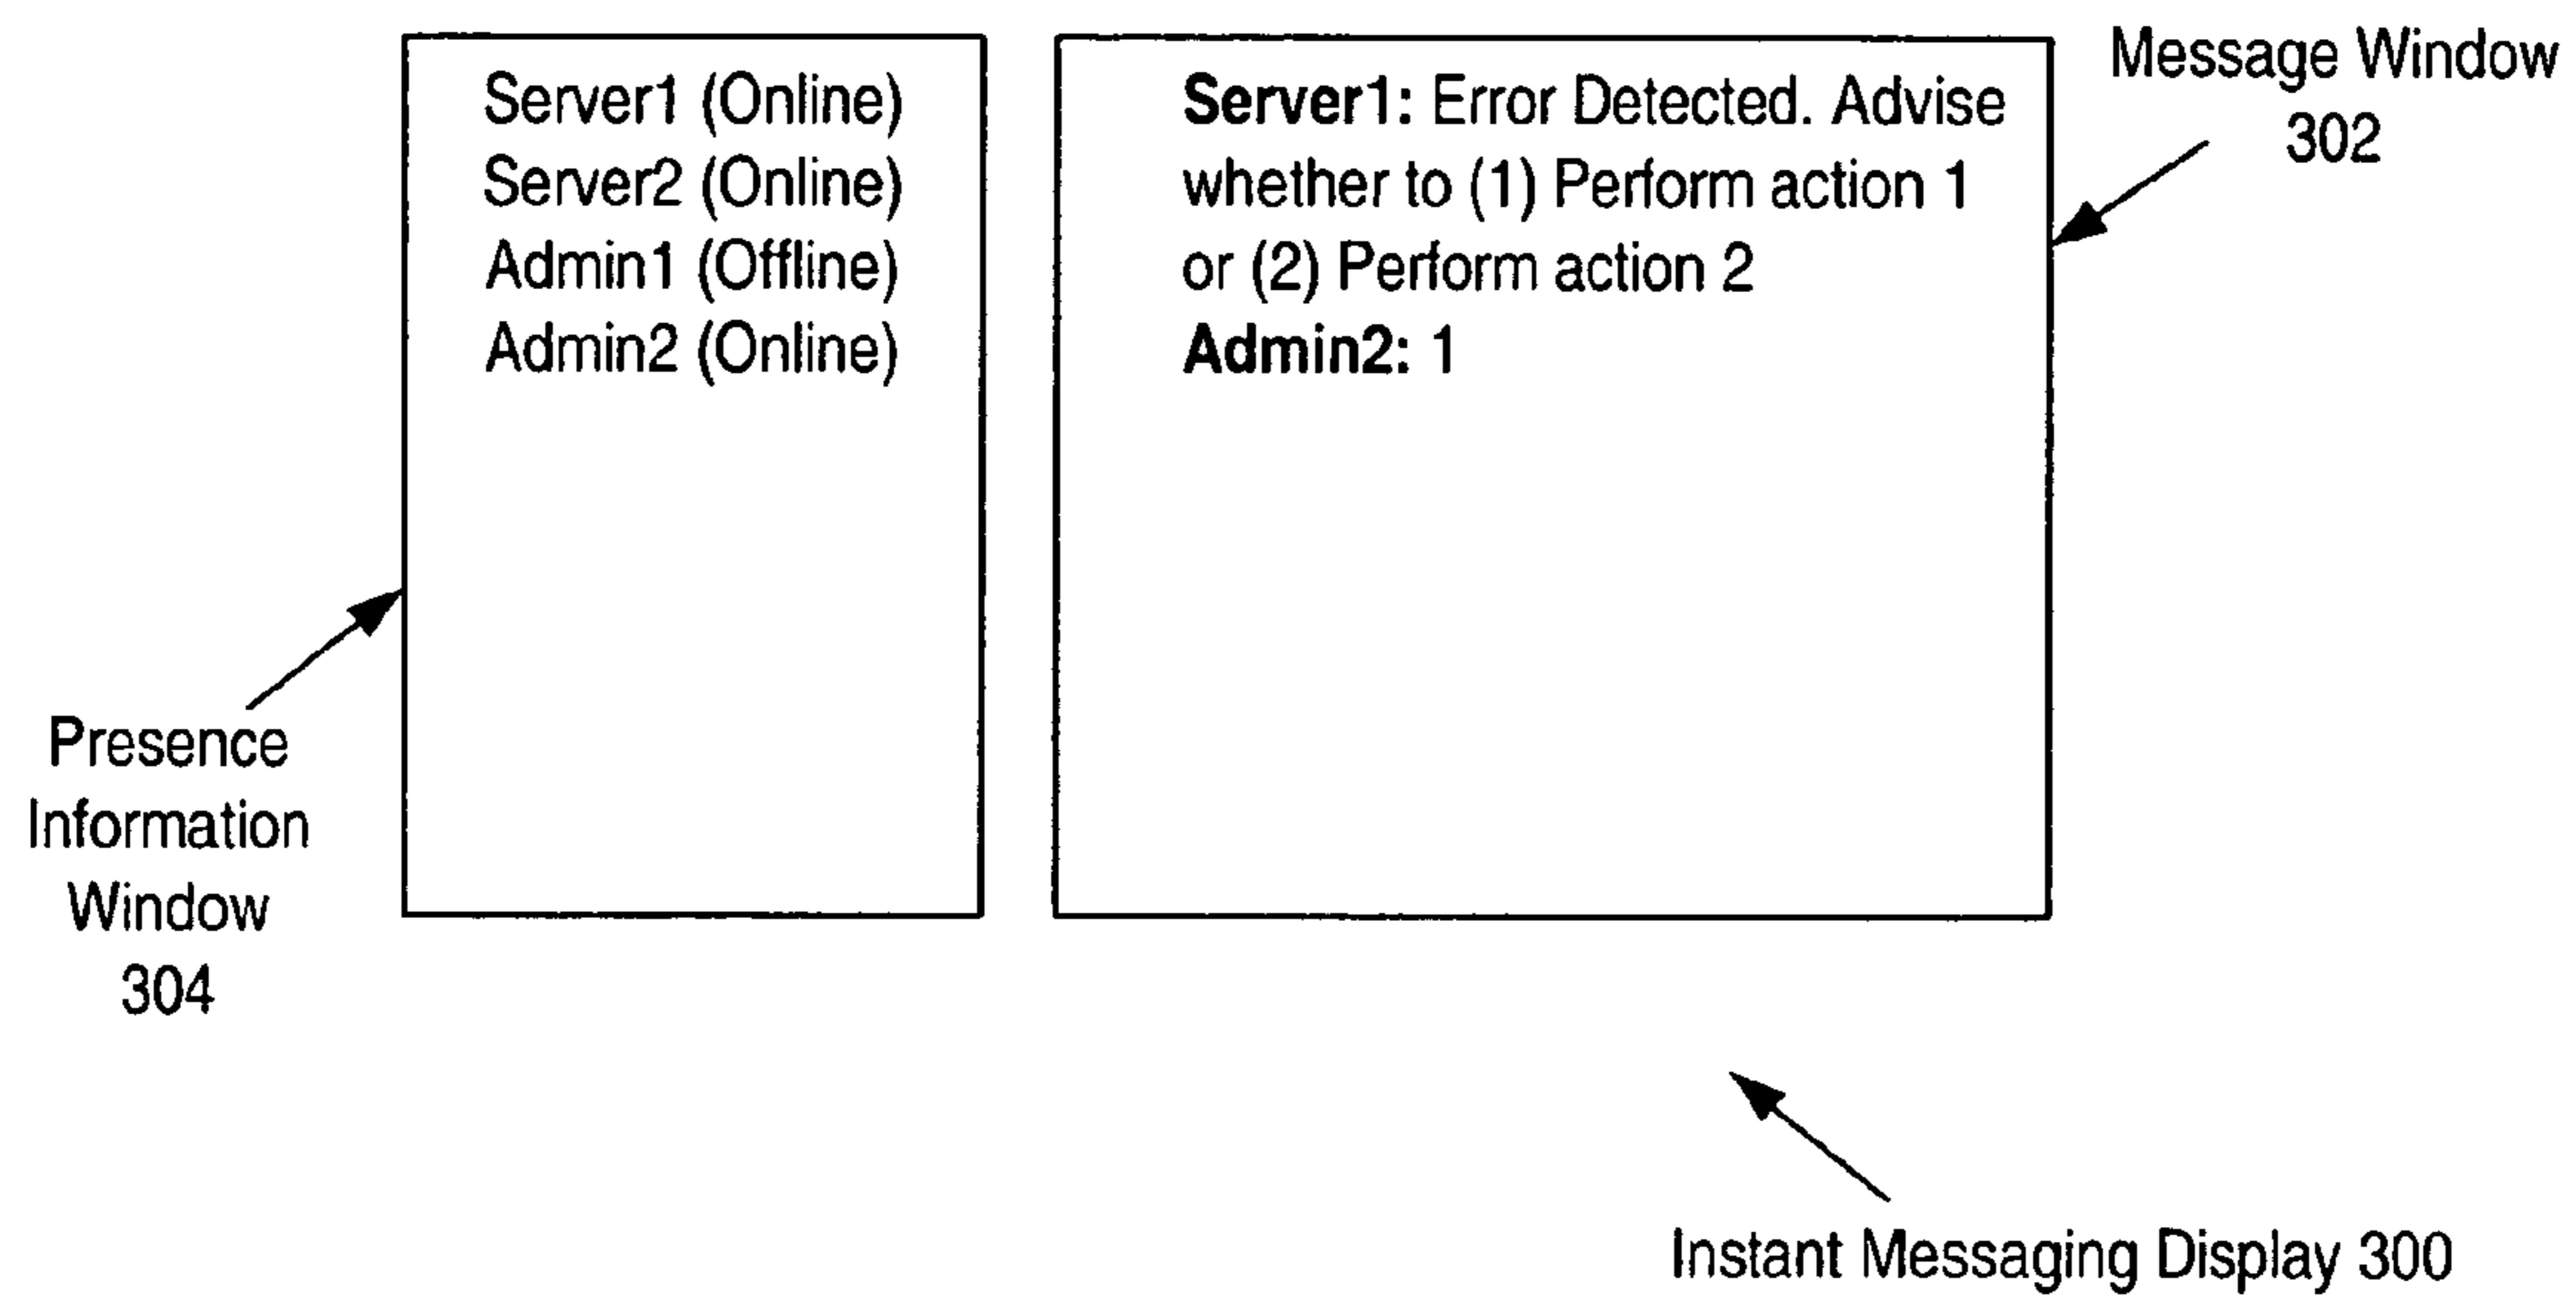 Server1 (Online)
Server2 (Online)
Admin1 (Offline)
Admin2 (Online)
Server1: Error Detected. Advise
whether to (1) Perform action 1
or (2) Perform action 2
Admin2: 1
Message Window
302
Presence
Information
Window
304
Instant Messaging Display 300